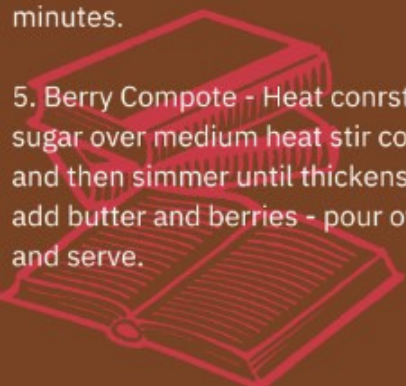 minutes.
5. Berry Compote - Heat conrst
sugar over medium heat stir co
and then simmer until thickens
add butter and berries - pour o
and serve.